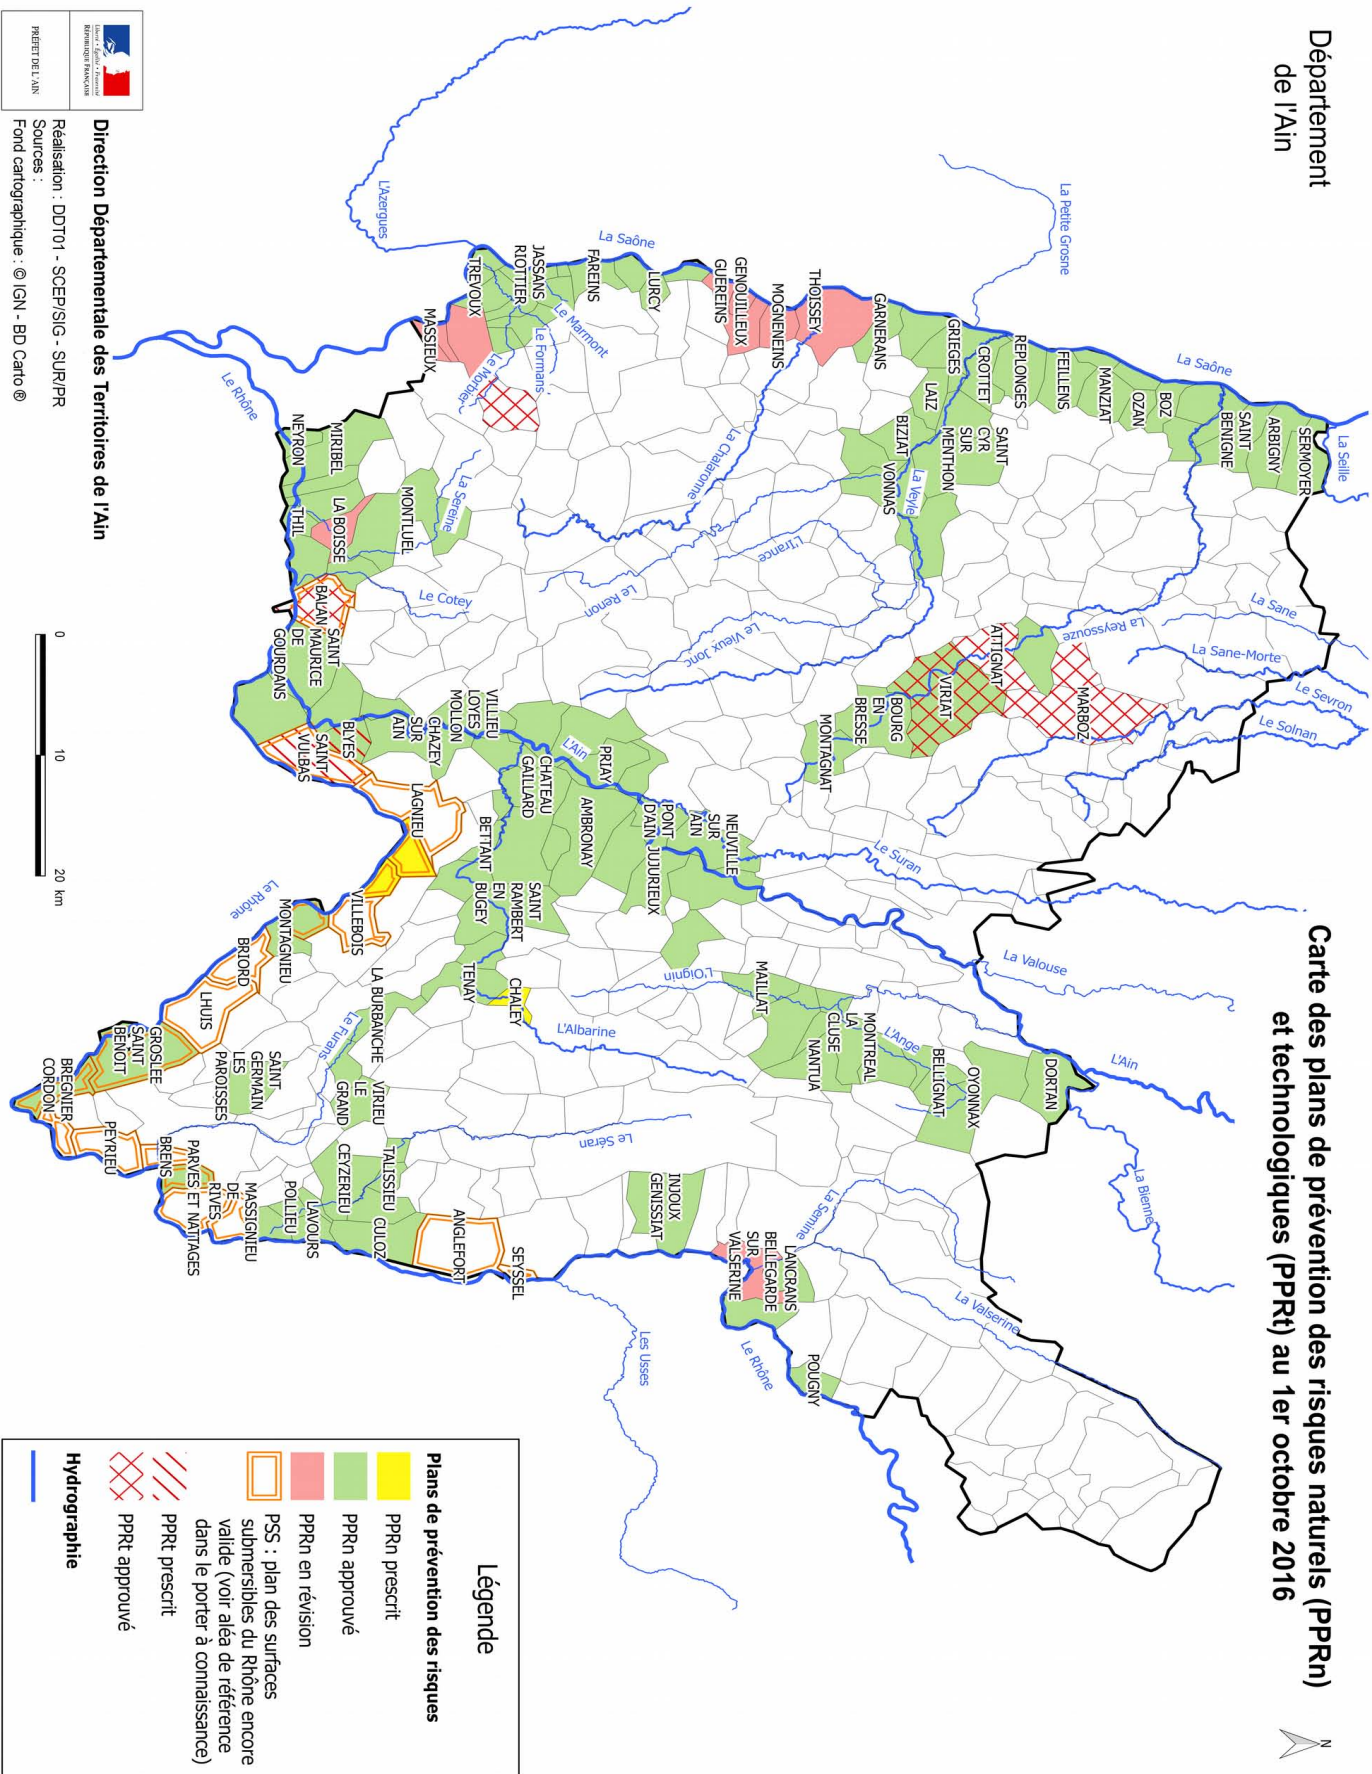 Département
de l'Ain
Carte des plans de prévention des risques naturels (PPRn)
et technologiques (PPRt) au 1er octobre 2016
N
La Seille
SERMOYER
ARBIGNY
SAINT
BENIGNE
La Saône
BOZ
OZAN
MANZIAT
FEILLENS
REPLONGES
CROTTET
GRIEGES
La Petite Grosne
SAINT
CYR
SUR
MENTHON
LAIZ
BIZIAT
VONNAS
La Veyle
GARNERANS
THOISSEY
MOGNENEINS
GENOUILLEUX
GUEREINS
La Chalaronne
LURCY
La Saône
FAREINS
JASSANS
RIOTTIER
TREVOUX
MASSIEUX
Le Marmont
Le Formans
Le Morbier
L'Azergues
Le Rhône
NEYRON
MIRIBEL
THIL
LA BOISSE
MONTLUEL
La Sereine
Le Cotey
BALAN
SAINT
MAURICE
DE
GOURDANS
L'Irance
Le Renon
Le Vieux Jonc
La Sane
La Reyssouze
La Sane-Morte
Le Sevron
Le Solnan
ATTIGNAT
MARBOZ
VIRIAT
BOURG
EN
BRESSE
MONTAGNAT
VILLIEU
LOYES
MOLLON
CHAZEY
SUR
AIN
BLYES
SAINT
VULBAS
LAGNIEU
L'Ain
PRIAY
CHATEAU
GAILLARD
AMBRONAY
BETTANT
NEUVILLE
SUR
AIN
PONT
D'AIN
JUJURIEUX
Le Suran
SAINT
RAMBERT
EN
BUGEY
TENAY
CHALEY
L'Albarine
VILLEBOIS
MONTAGNIEU
Le Rhône
BRIORD
LHUIS
LA BURBANCHE
Le Furans
GROSLEE
SAINT
BENOIT
SAINT
GERMAIN
LES
PAROISSES
VIRIEU
LE
GRAND
BREGNIER
CORDON
PEYRIEU
BRENS
PARVES ET NATTAGES
MASSIGNIEU
DE
RIVES
POLLIEU
LAVOURS
CEYZERIEU
TALISSIEU
CULOZ
ANGLEFORT
SEYSSEL
Le Séran
L'Oignin
MAILLAT
LA
CLUSE
NANTUA
MONTREAL
L'Ange
BELLIGNAT
OYONNAX
DORTAN
La Valouse
L'Ain
La Bienne
INJOUX
GENISSIAT
La Semine
LANCRANS
BELLEGARDE
SUR
VALSERINE
La Valserine
POUGNY
Le Rhône
Les Usses
Légende
Plans de prévention des risques
PPRn prescrit
PPRn approuvé
PPRn en révision
PSS : plan des surfaces
submersibles du Rhône encore
valide (voir aléa de référence
dans le porter à connaissance)
PPRt prescrit
PPRt approuvé
Hydrographie
0 10 20 km
Liberté • Égalité • Fraternité
RÉPUBLIQUE FRANÇAISE
PRÉFET DE L'AIN
Direction Départementale des Territoires de l'Ain
Réalisation : DDT01 - SCEP/SIG - SUR/PR
Sources :
Fond cartographique : © IGN - BD Carto ®